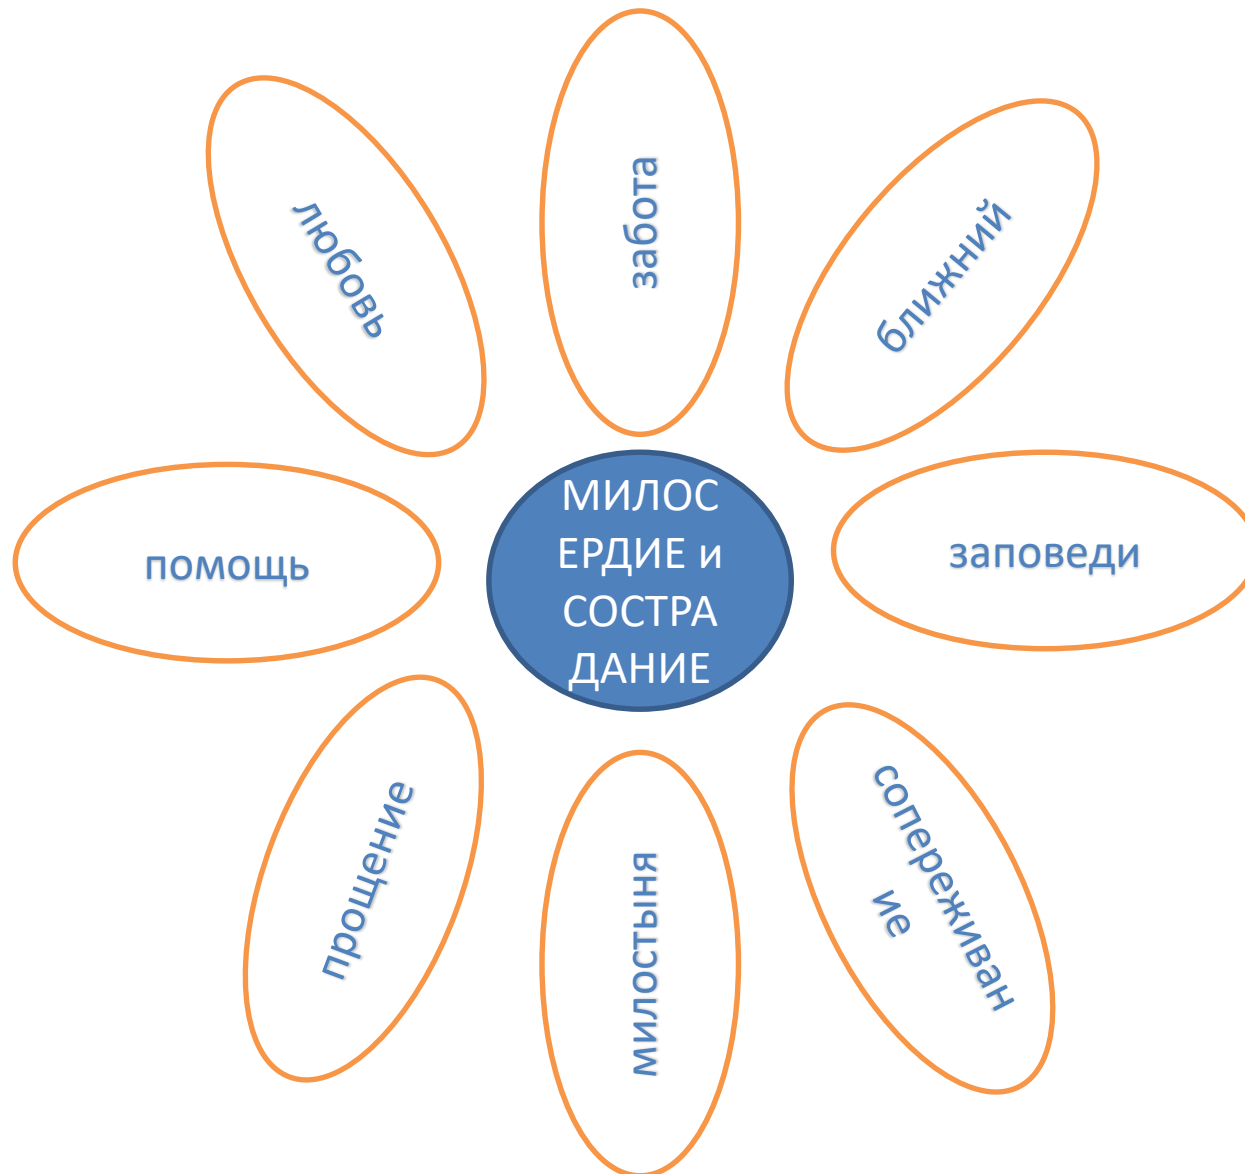 забота
любовь
ближний
МИЛОС
ЕРДИЕ и
СОСТРА
ДАНИЕ
помощь
заповеди
прощение
милостыня
сопереживан
ие